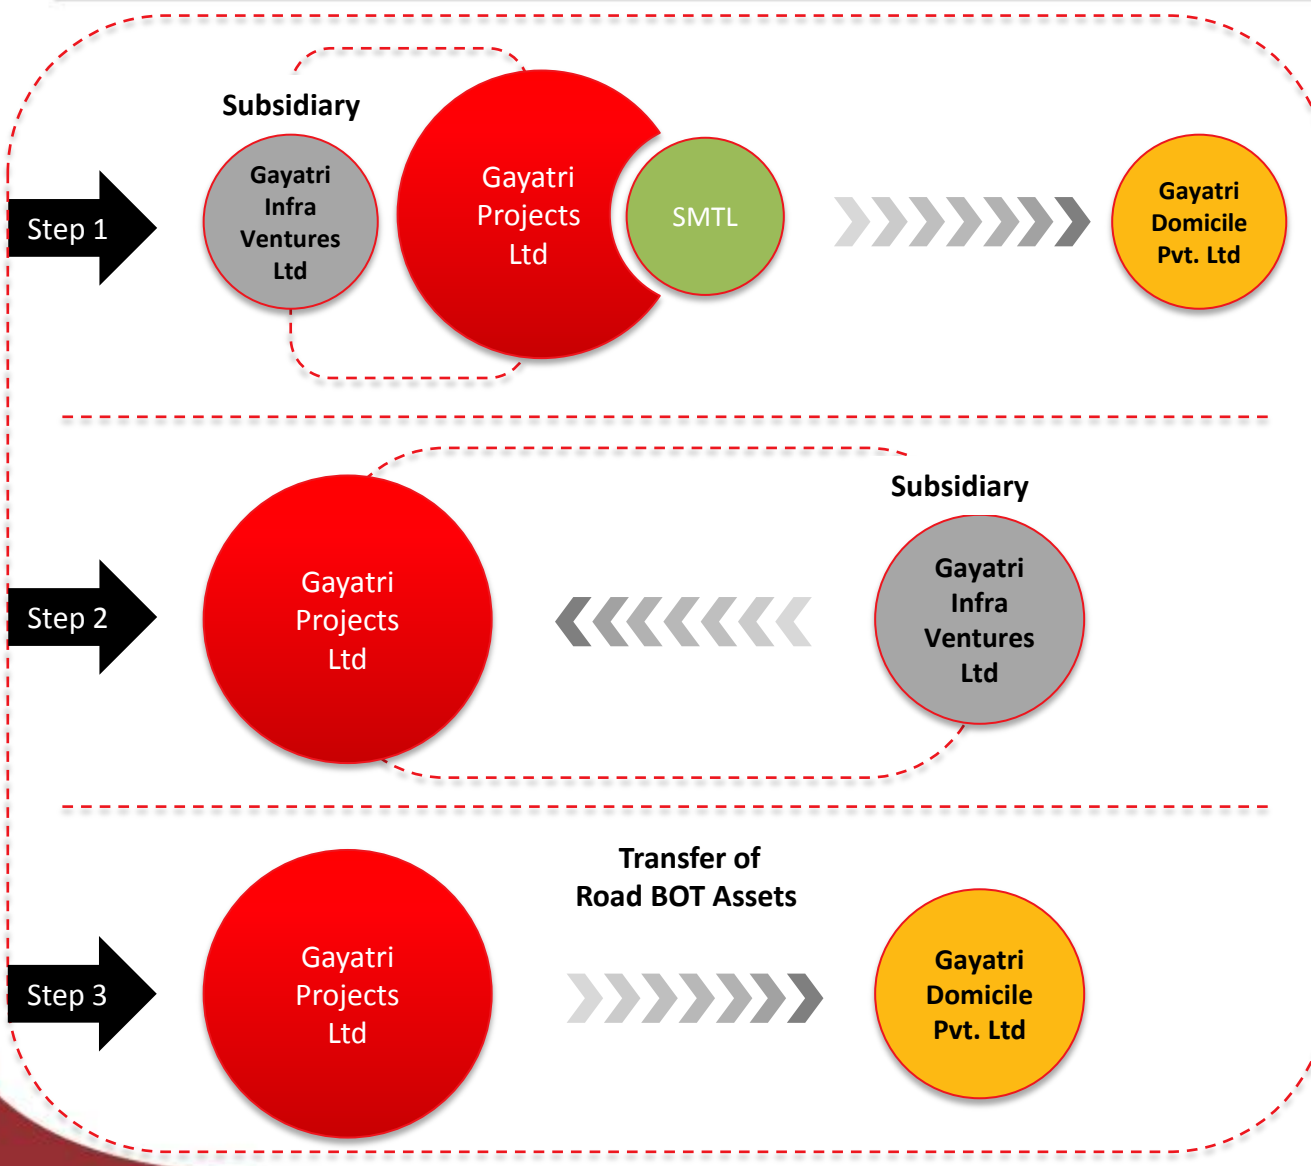 Subsidiary
Step 1
Gayatri
Infra
Ventures
Ltd
Gayatri
Projects
Ltd
SMTL
Gayatri
Domicile
Pvt. Ltd
Subsidiary
Step 2
Gayatri
Projects
Ltd
Gayatri
Infra
Ventures
Ltd
Transfer of
Road BOT Assets
Step 3
Gayatri
Projects
Ltd
Gayatri
Domicile
Pvt. Ltd